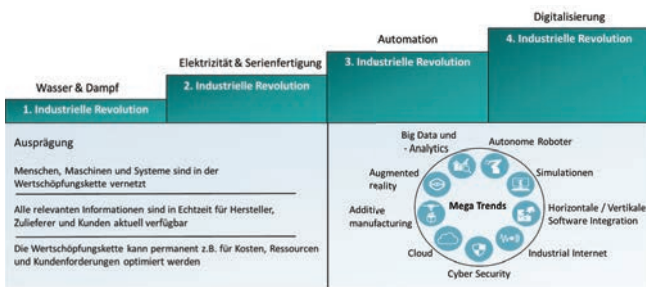 Digitalisierung
4. Industrielle Revolution
Automation
3. Industrielle Revolution
Elektrizität & Serienfertigung
2. Industrielle Revolution
Wasser & Dampf
1. Industrielle Revolution
Ausprägung
Menschen, Maschinen und Systeme sind in der
Wertschöpfungskette vernetzt
Alle relevanten Informationen sind in Echtzeit für Hersteller,
Zulieferer und Kunden aktuell verfügbar
Die Wertschöpfungskette kann permanent z.B. für Kosten, Ressourcen
und Kundenforderungen optimiert werden
Big Data und
- Analytics
Autonome Roboter
Augmented
reality
Simulationen
Mega Trends
Additive
manufacturing
Horizontale / Vertikale
Software Integration
Cloud
Industrial Internet
Cyber Security